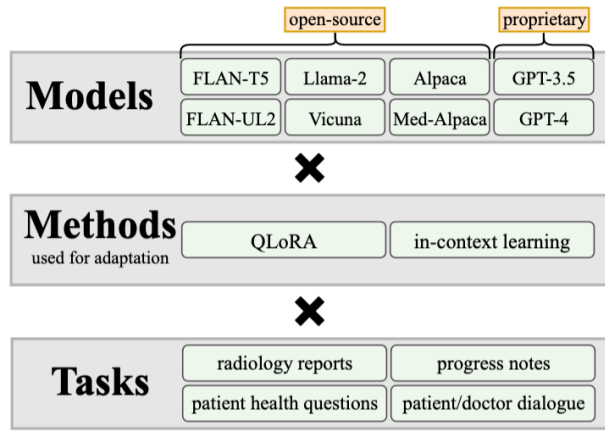 open-source proprietary
Models
FLAN-T5 Llama-2 Alpaca GPT-3.5
FLAN-UL2 Vicuna Med-Alpaca GPT-4
×
Methods
used for adaptation
QLoRA in-context learning
×
Tasks
radiology reports progress notes
patient health questions patient/doctor dialogue